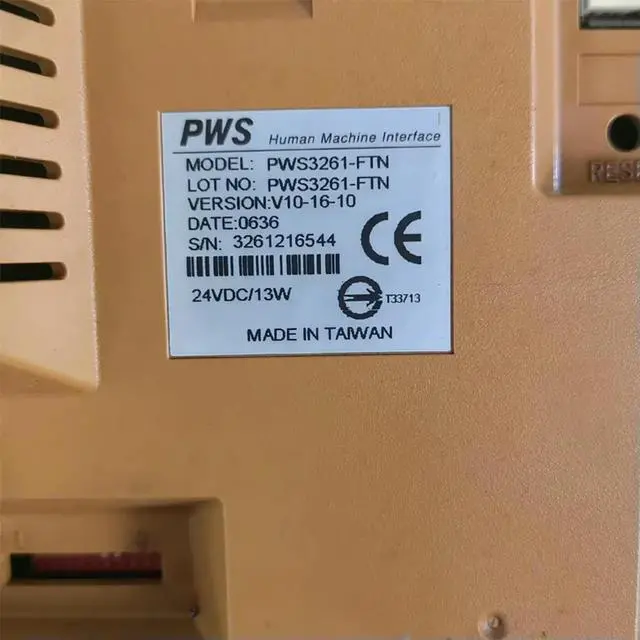 PWS Human Machine Interface
MODEL: PWS3261-FTN
LOT NO: PWS3261-FTN
VERSION:V10-16-10
DATE:0636
S/N: 3261216544
CE
24VDC/13W
T33713
MADE IN TAIWAN